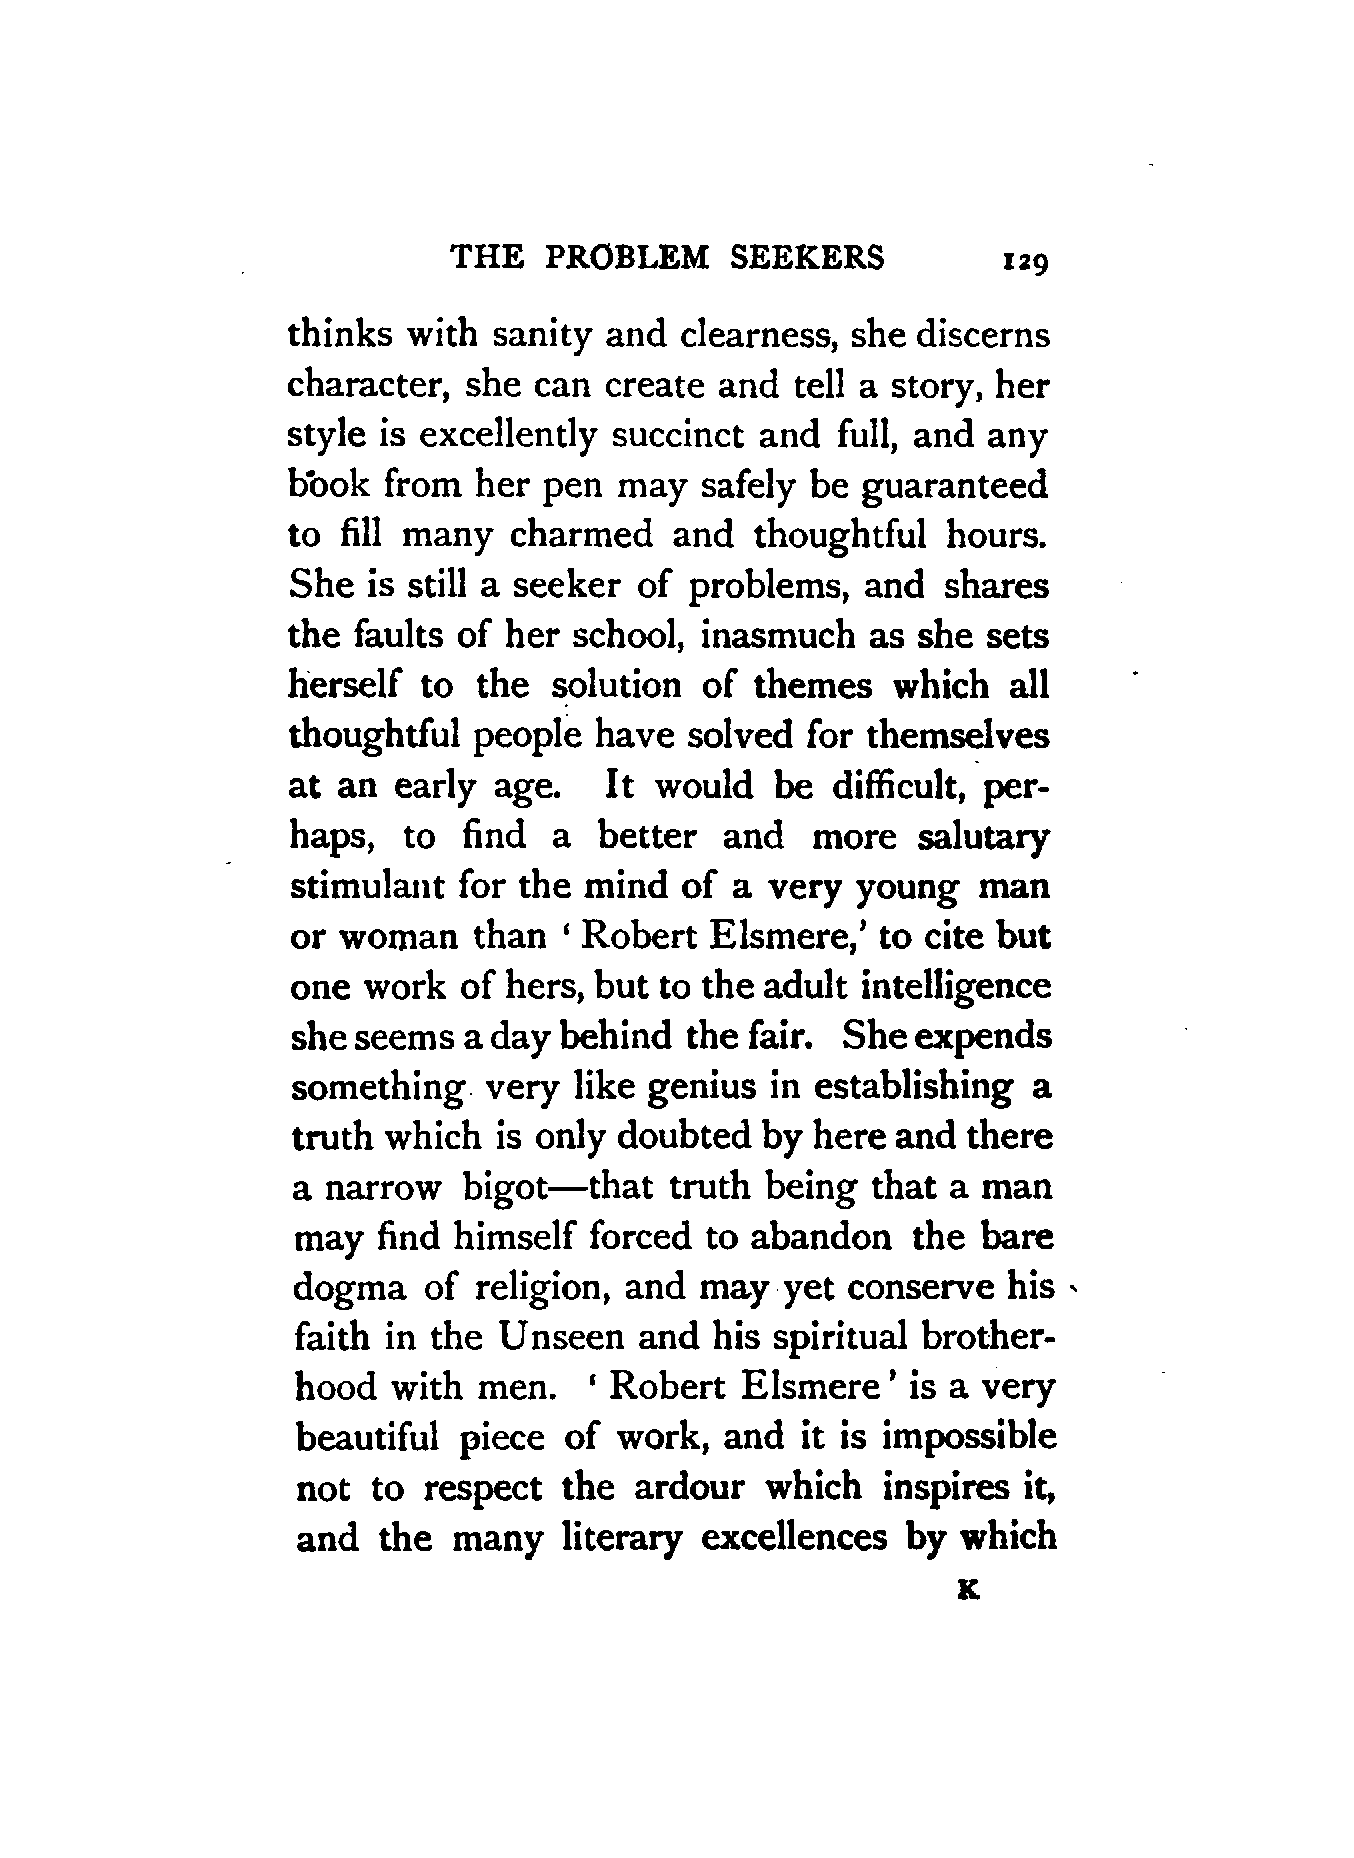 THE PROBLEM SEEKERS 129
thinks with sanity and clearness, she discerns
character, she can create and tell a story, her
style is excellently succinct and full, and any
book from her pen may safely be guaranteed
to fill many charmed and thoughtful hours.
She is still a seeker of problems, and shares
the faults of her school, inasmuch as she sets
herself to the solution of themes which all
thoughtful people have solved for themselves
at an early age. It would be difficult, per-
haps, to find a better and more salutary
stimulant for the mind of a very young man
or woman than ‘Robert Elsmere,’ to cite but
one work of hers, but to the adult intelligence
she seems a day behind the fair. She expends
something very like genius in establishing a
truth which is only doubted by here and there
a narrow bigot—that truth being that a man
may find himself forced to abandon the bare
dogma of religion, and may yet conserve his
faith in the Unseen and his spiritual brother-
hood with men. ‘Robert Elsmere’ is a very
beautiful piece of work, and it is impossible
not to respect the ardour which inspires it,
and the many literary excellences by which
K